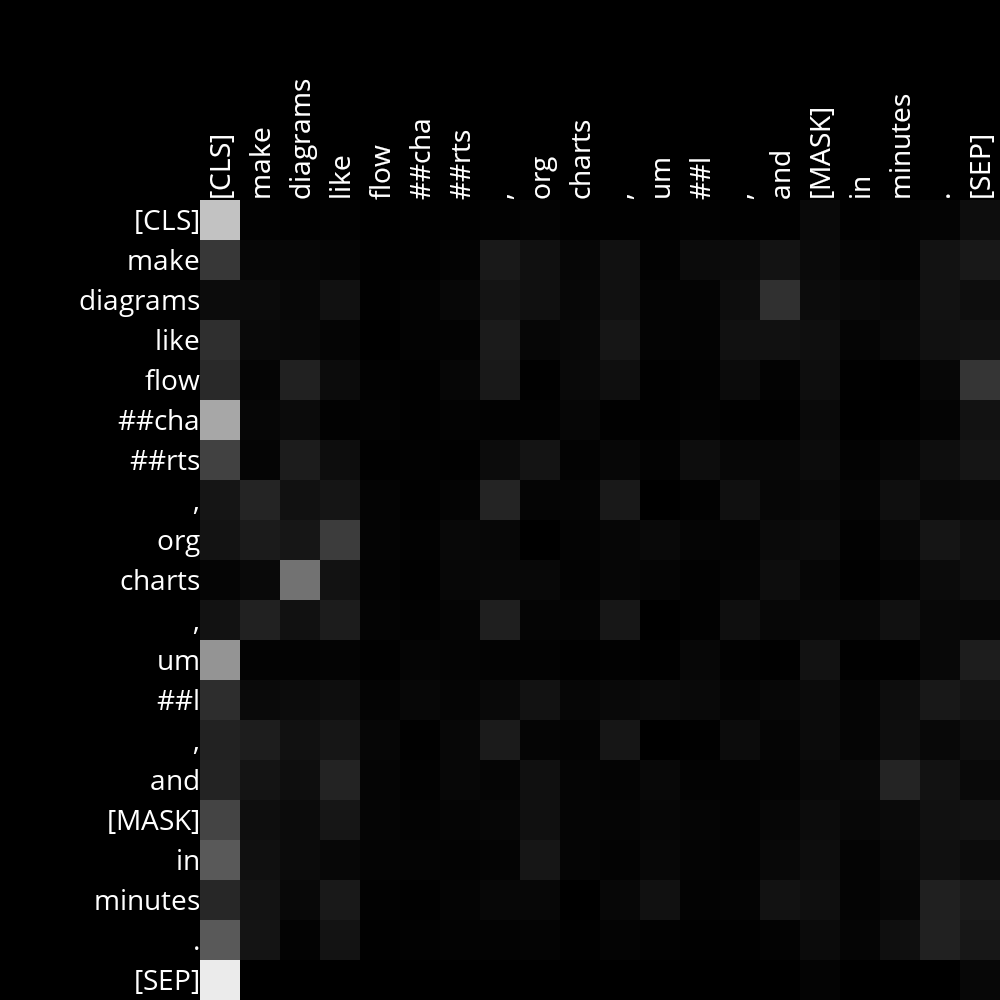 [CLS] make diagrams like flow ##cha ##rts , org charts , um ##l , and [MASK] in minutes . [SEP]
[CLS]
make
diagrams
like
flow
##cha
##rts
,
org
charts
,
um
##l
,
and
[MASK]
in
minutes
.
[SEP]